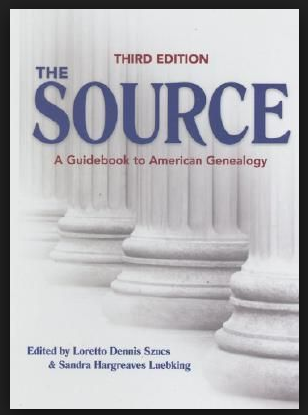 THIRD EDITION
THE
SOURCE
A Guidebook to American Genealogy
Edited by Loretto Dennis Szucs
& Sandra Hargreaves Luebking